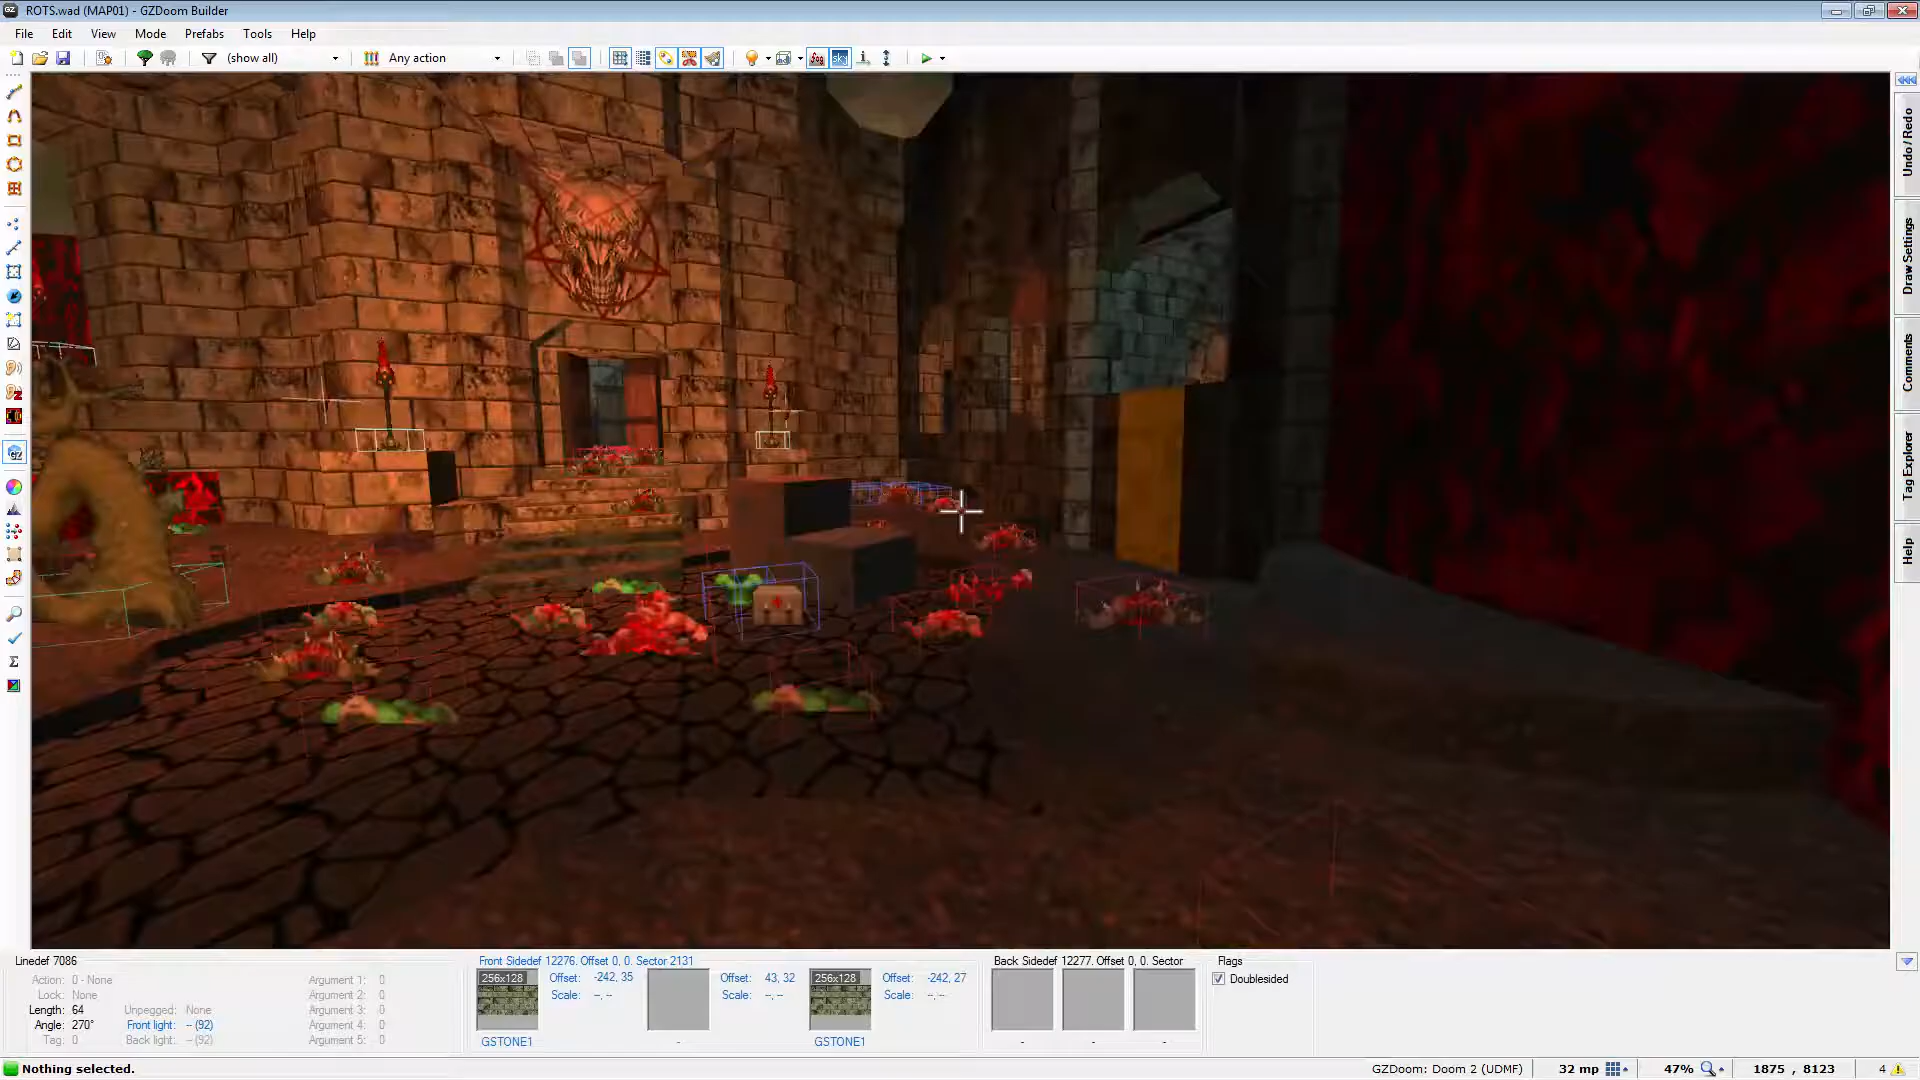 ROTS.wad (MAP01) - GZDoom Builder
File Edit View Mode Prefabs Tools Help
(show all) Any action
Undo / Redo
Draw Settings
Comments
Tag Explorer
Help
Linedef 7086
Action: 0 - None
Lock: None
Length: 64
Angle: 270°
Tag: 0
Unpegged: None
Front light: -- (92)
Back light: -- (92)
Argument 1: 0
Argument 2: 0
Argument 3: 0
Argument 4: 0
Argument 5: 0
Front Sidedef 12276. Offset 0, 0. Sector 2131
256x128
Offset: -242, 35
Scale: --, --
GSTONE1
Offset: 43, 32
Scale: --, --
-
256x128
Offset: -242, 27
Scale: --, --
GSTONE1
Back Sidedef 12277. Offset 0, 0. Sector
- - -
Flags
Doublesided
Nothing selected.
GZDoom: Doom 2 (UDMF) 32 mp 47% 1875 , 8123 4